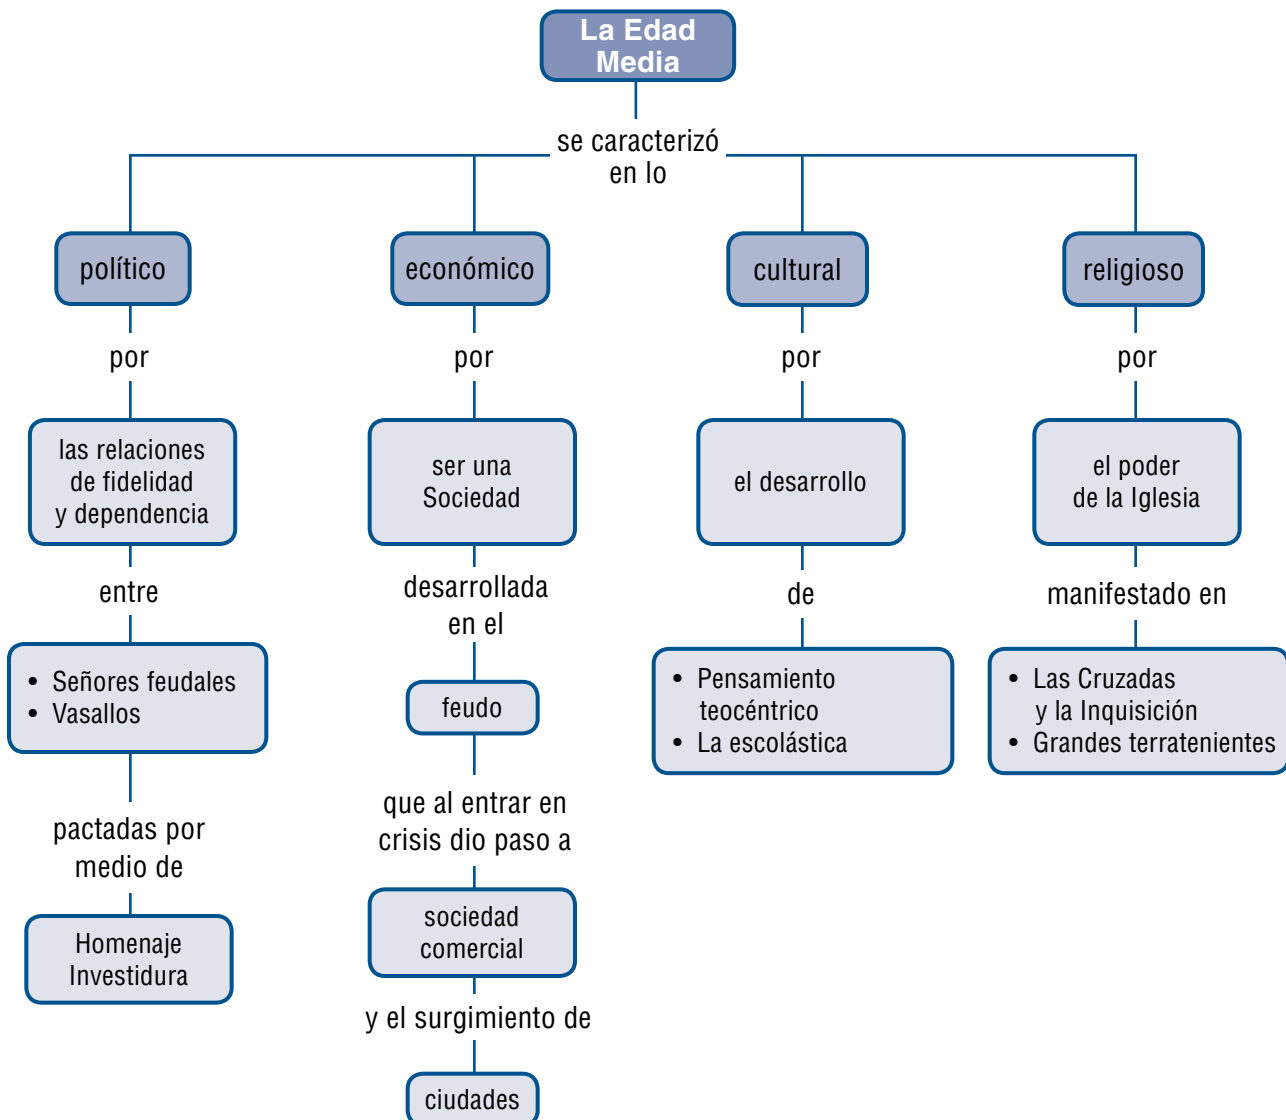 La Edad
Media
se caracterizó
en lo
político
por
las relaciones
de fidelidad
y dependencia
entre
• Señores feudales
• Vasallos
pactadas por
medio de
Homenaje
Investidura
económico
por
ser una
Sociedad
desarrollada
en el
feudo
que al entrar en
crisis dio paso a
sociedad
comercial
y el surgimiento de
ciudades
cultural
por
el desarrollo
de
• Pensamiento
teocéntrico
• La escolástica
religioso
por
el poder
de la Iglesia
manifestado en
• Las Cruzadas
y la Inquisición
• Grandes terratenientes